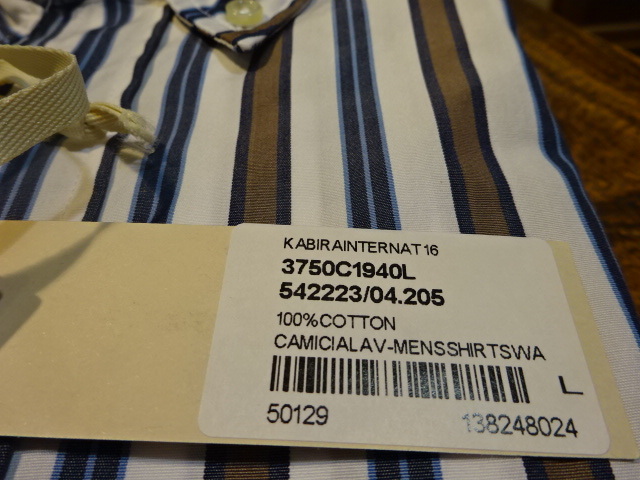 KABIRAINTERNAT16
3750C1940L
542223/04.205
100%COTTON
CAMICIALAV-MENSSHIRTSWA
L
50129 138248024